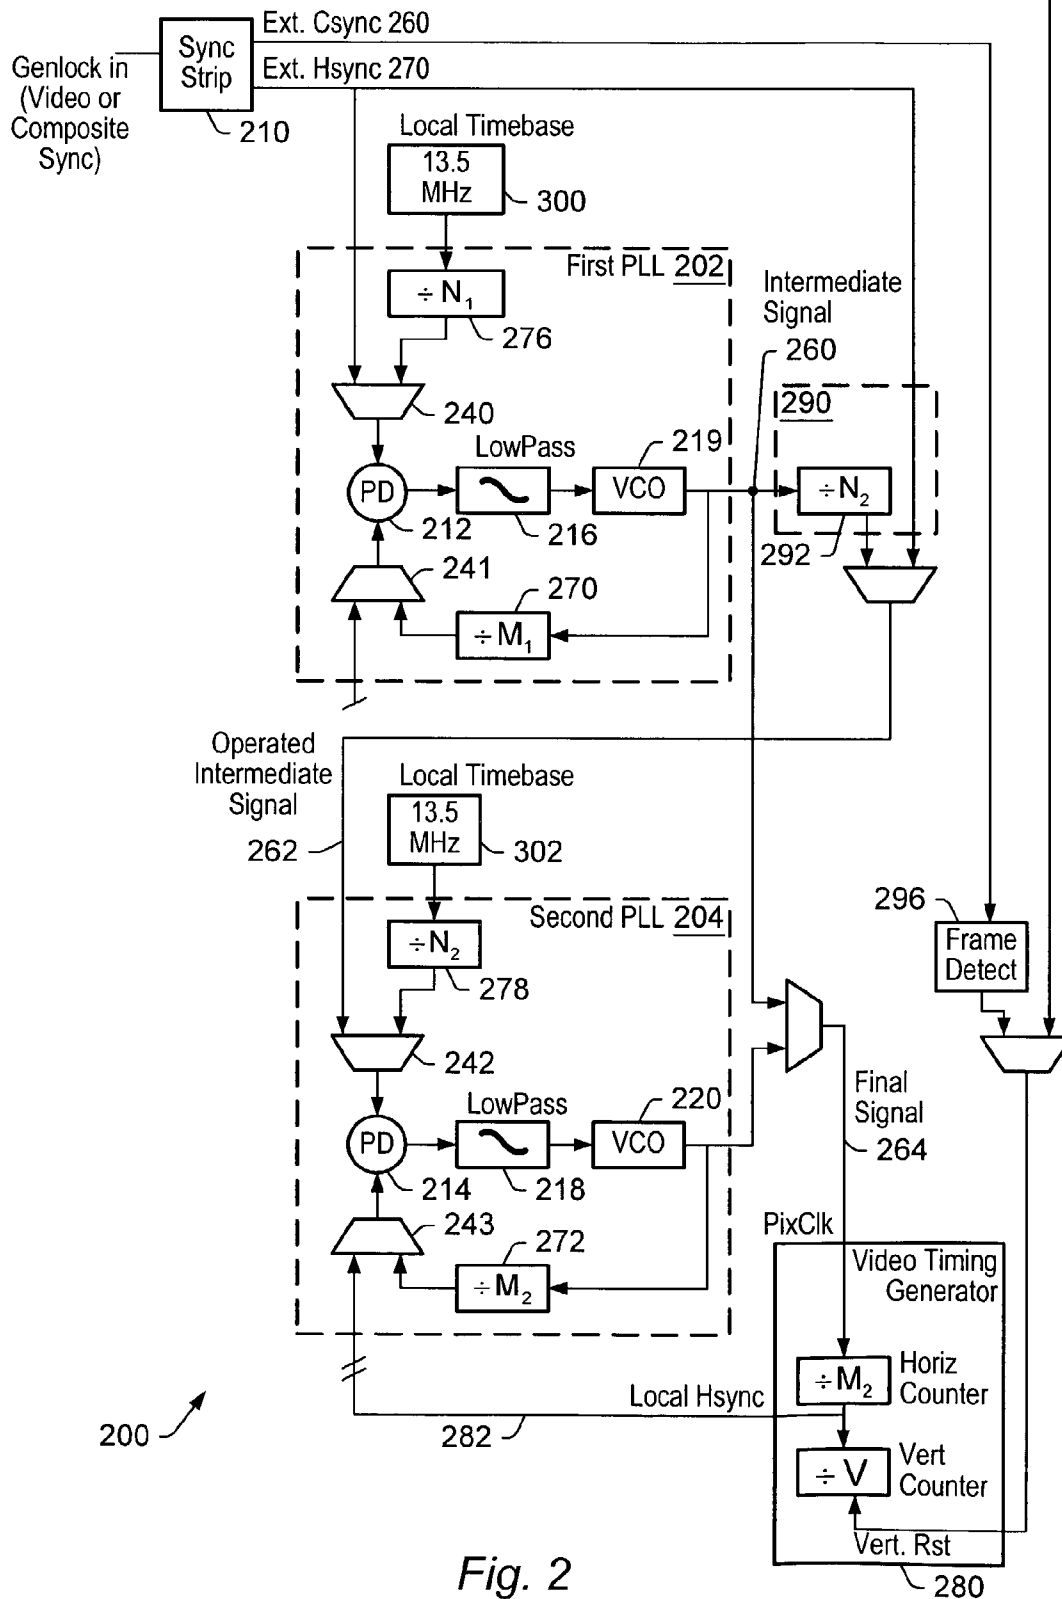 Ext. Csync 260
Sync
Strip
Genlock in
(Video or
Composite
Sync)
Ext. Hsync 270
210
Local Timebase
13.5
MHz
300
First PLL 202
÷ N1
276
Intermediate
Signal
260
240
290
LowPass
219
PD
VCO
÷N2
212
216
292
241
270
÷ M1
Operated
Intermediate
Signal
262
Local Timebase
13.5
MHz
302
296
Frame
Detect
Second PLL 204
÷N2
278
242
LowPass
220
Final
Signal
264
PD
VCO
214
218
243
272
÷M2
PixClk
Video Timing
Generator
÷M2
Horiz
Counter
Local Hsync
282
÷ V
Vert
Counter
Vert. Rst
280
200
Fig. 2